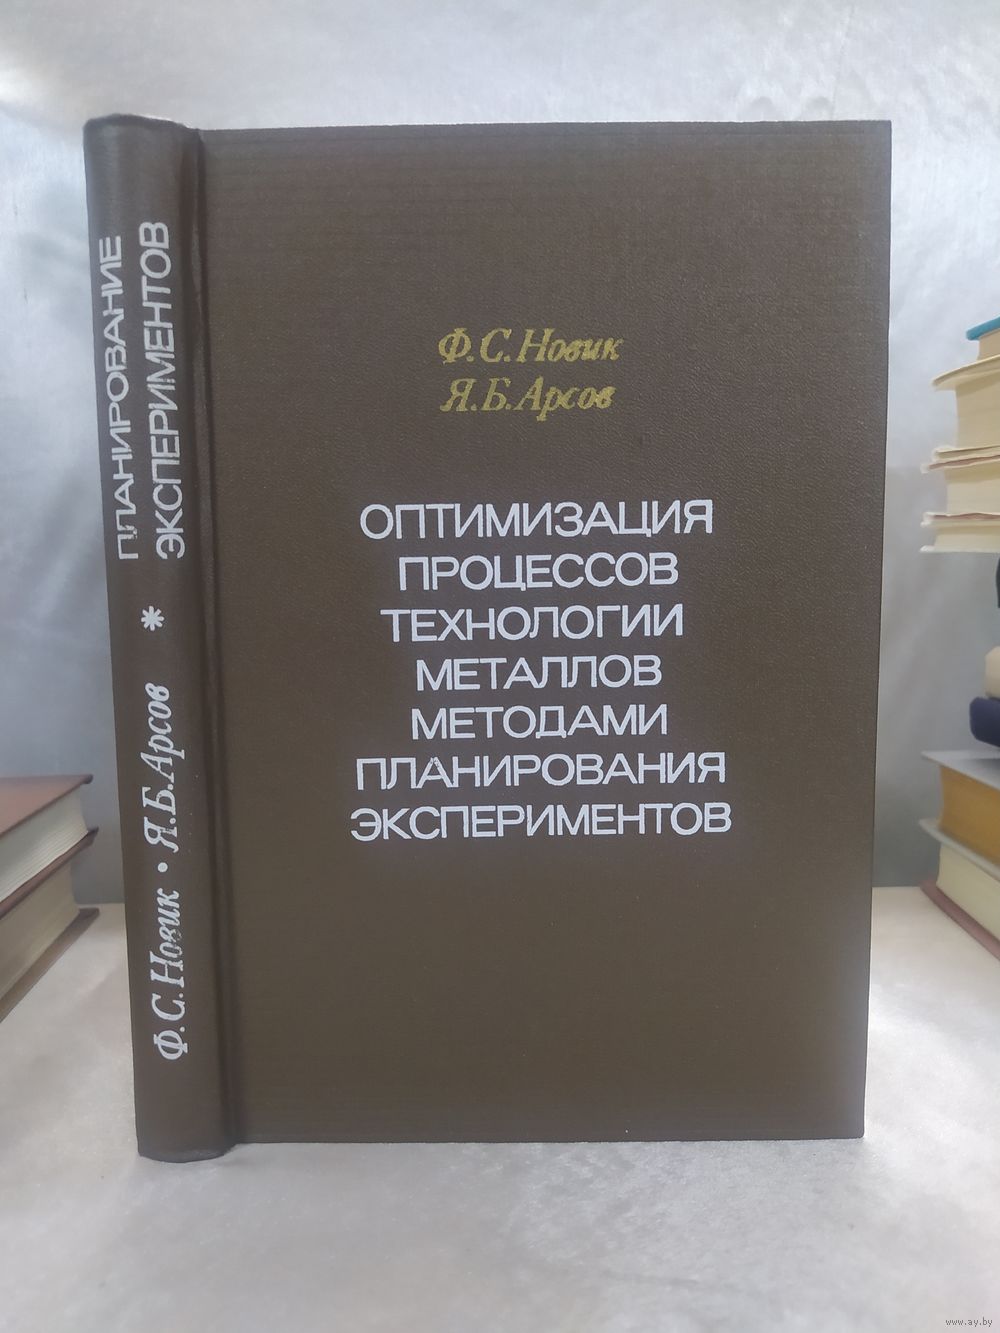 ПЛАНИРОВАНИЕ
ЭКСПЕРИМЕНТОВ
*
Ф.С.Новик • Я.Б.Арсов
Ф.С.Новик
Я.Б.Арсов
ОПТИМИЗАЦИЯ
ПРОЦЕССОВ
ТЕХНОЛОГИИ
МЕТАЛЛОВ
МЕТОДАМИ
ПЛАНИРОВАНИЯ
ЭКСПЕРИМЕНТОВ
www.ay.by